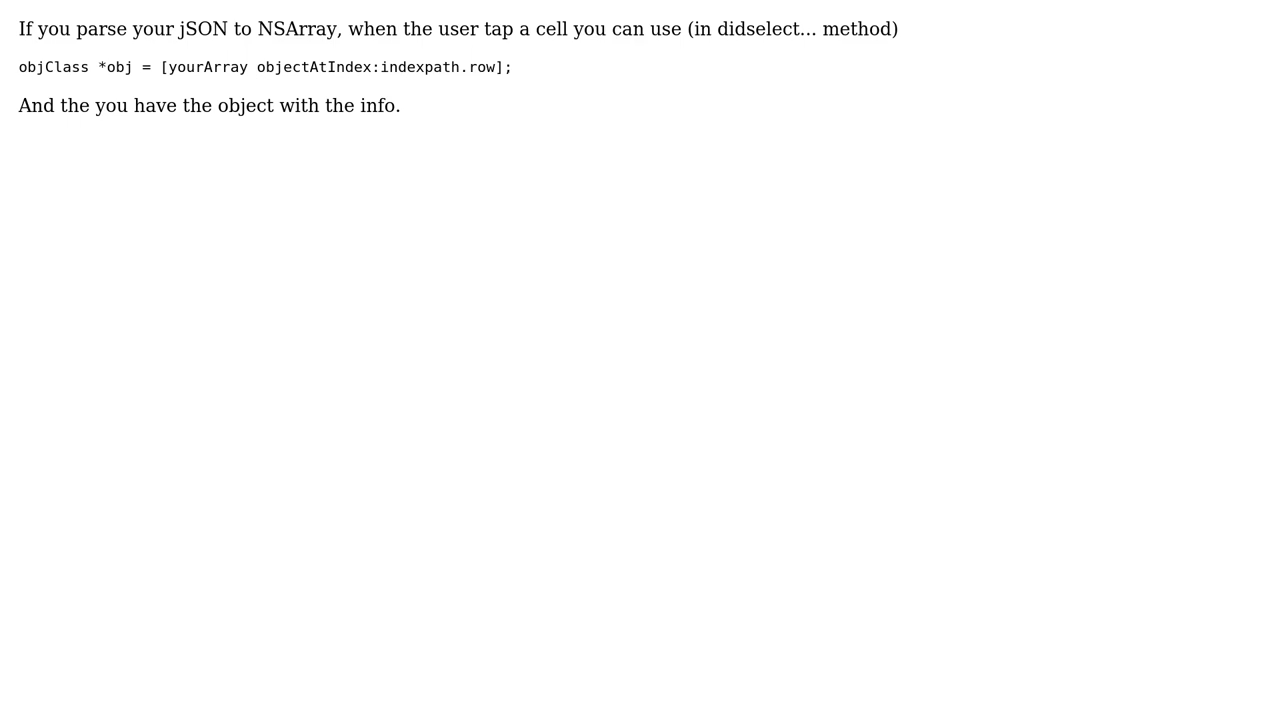 If you parse your jSON to NSArray, when the user tap a cell you can use (in didselect... method)
objClass *obj = [yourArray objectAtIndex:indexpath.row];
And the you have the object with the info.